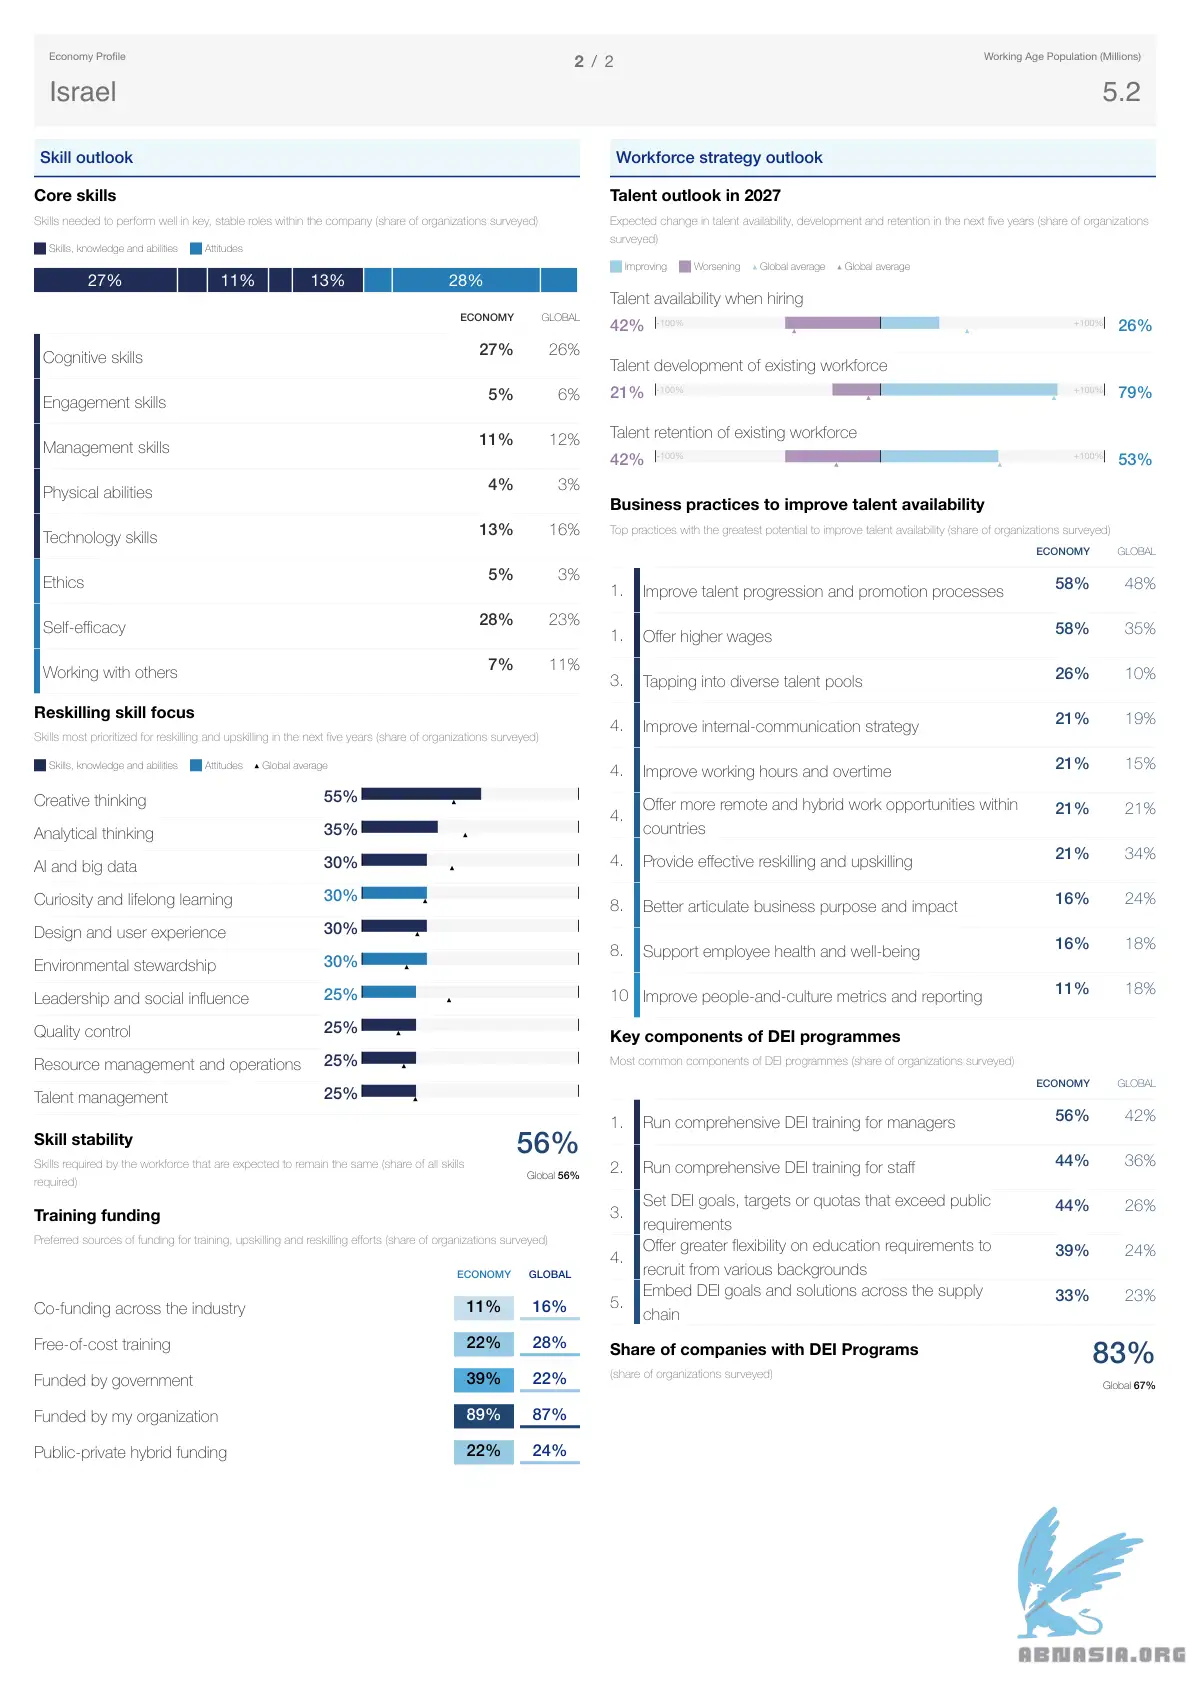 Economy Profile
2 / 2
Working Age Population (Millions)
Israel
5.2
Skill outlook
Core skills
Skills needed to perform well in key, stable roles within the company (share of organizations surveyed)
Skills, knowledge and abilities Attitudes
27% 11% 13% 28%
ECONOMY GLOBAL
Cognitive skills 27% 26%
Engagement skills 5% 6%
Management skills 11% 12%
Physical abilities 4% 3%
Technology skills 13% 16%
Ethics 5% 3%
Self-efficacy 28% 23%
Working with others 7% 11%
Reskilling skill focus
Skills most prioritized for reskilling and upskilling in the next five years (share of organizations surveyed)
Skills, knowledge and abilities Attitudes Global average
Creative thinking 55%
Analytical thinking 35%
AI and big data 30%
Curiosity and lifelong learning 30%
Design and user experience 30%
Environmental stewardship 30%
Leadership and social influence 25%
Quality control 25%
Resource management and operations 25%
Talent management 25%
Skill stability 56%
Skills required by the workforce that are expected to remain the same (share of all skills
required)
Global 56%
Training funding
Preferred sources of funding for training, upskilling and reskilling efforts (share of organizations surveyed)
ECONOMY GLOBAL
Co-funding across the industry 11% 16%
Free-of-cost training 22% 28%
Funded by government 39% 22%
Funded by my organization 89% 87%
Public-private hybrid funding 22% 24%
Workforce strategy outlook
Talent outlook in 2027
Expected change in talent availability, development and retention in the next five years (share of organizations
surveyed)
Improving Worsening Global average Global average
Talent availability when hiring
42% -100% +100% 26%
Talent development of existing workforce
21% -100% +100% 79%
Talent retention of existing workforce
42% -100% +100% 53%
Business practices to improve talent availability
Top practices with the greatest potential to improve talent availability (share of organizations surveyed)
ECONOMY GLOBAL
1. Improve talent progression and promotion processes 58% 48%
1. Offer higher wages 58% 35%
3. Tapping into diverse talent pools 26% 10%
4. Improve internal-communication strategy 21% 19%
4. Improve working hours and overtime 21% 15%
4. Offer more remote and hybrid work opportunities within
countries 21% 21%
4. Provide effective reskilling and upskilling 21% 34%
8. Better articulate business purpose and impact 16% 24%
8. Support employee health and well-being 16% 18%
10 Improve people-and-culture metrics and reporting 11% 18%
Key components of DEI programmes
Most common components of DEI programmes (share of organizations surveyed)
ECONOMY GLOBAL
1. Run comprehensive DEI training for managers 56% 42%
2. Run comprehensive DEI training for staff 44% 36%
3. Set DEI goals, targets or quotas that exceed public
requirements 44% 26%
4. Offer greater flexibility on education requirements to
recruit from various backgrounds 39% 24%
5. Embed DEI goals and solutions across the supply
chain 33% 23%
Share of companies with DEI Programs 83%
(share of organizations surveyed)
Global 67%
ABNASIA.ORG